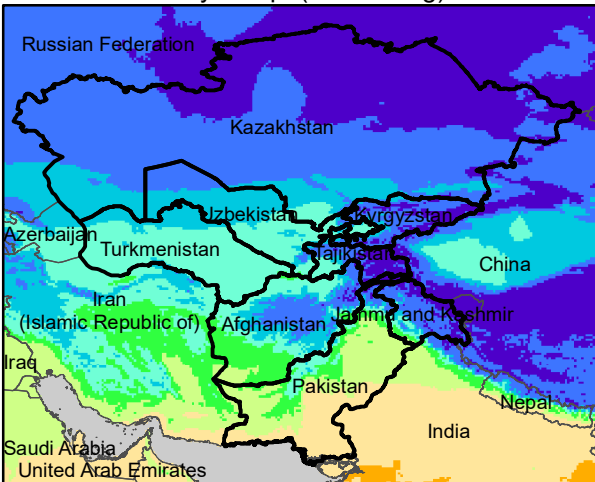 Russian Federation
Kazakhstan
Uzbekistan
Kyrgyzstan
Azerbaijan
Turkmenistan
Tajikistan
China
Iran
(Islamic Republic of)
Afghanistan
Jammu and Kashmir
Iraq
Pakistan
Nepal
India
Saudi Arabia
United Arab Emirates